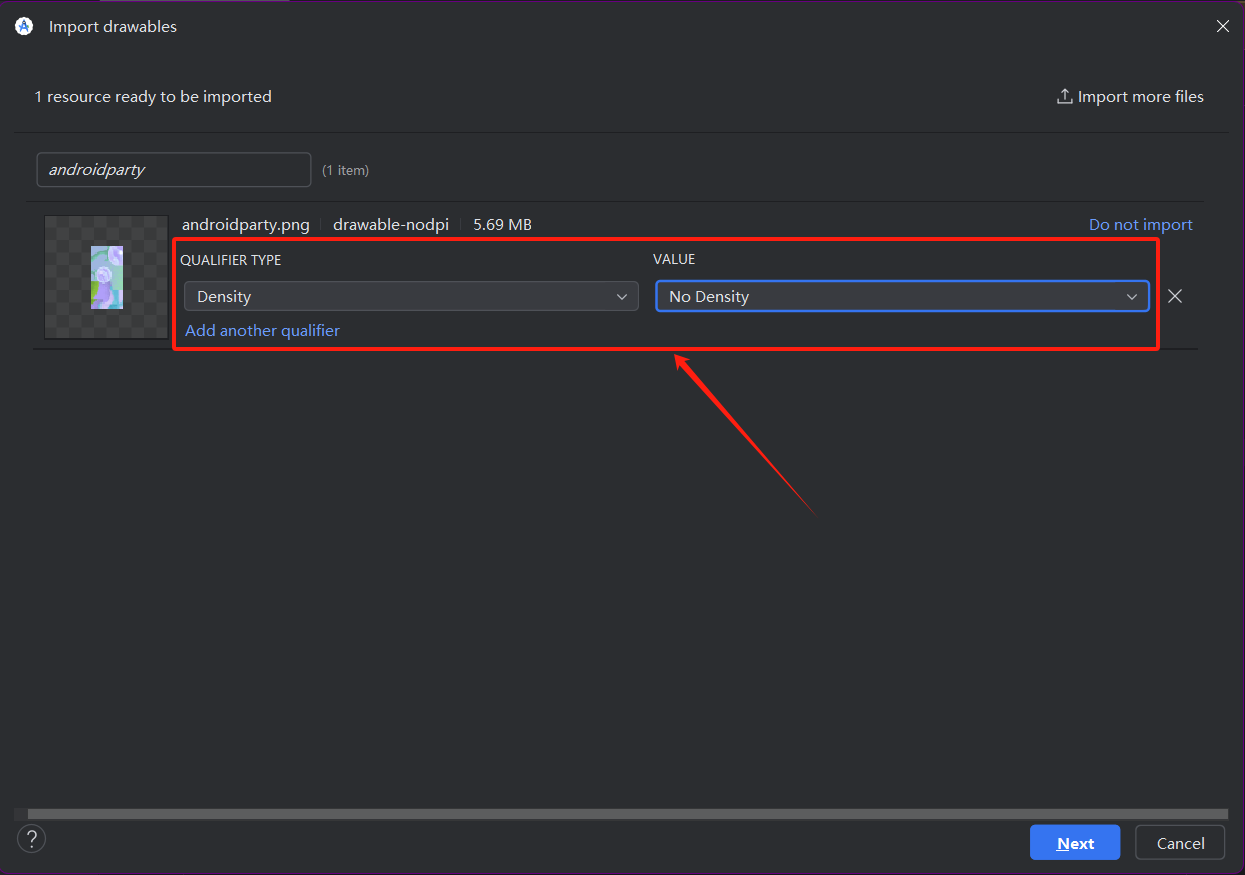 Import drawables
1 resource ready to be imported
Import more files
androidparty (1 item)
androidparty.png drawable-nodpi 5.69 MB Do not import
QUALIFIER TYPE VALUE
Density No Density
Add another qualifier
? Next Cancel